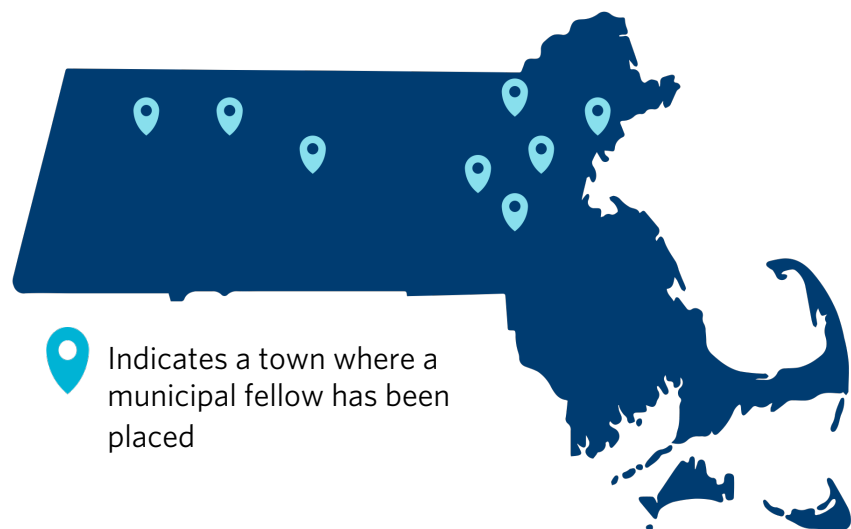 Indicates a town where a
municipal fellow has been
placed